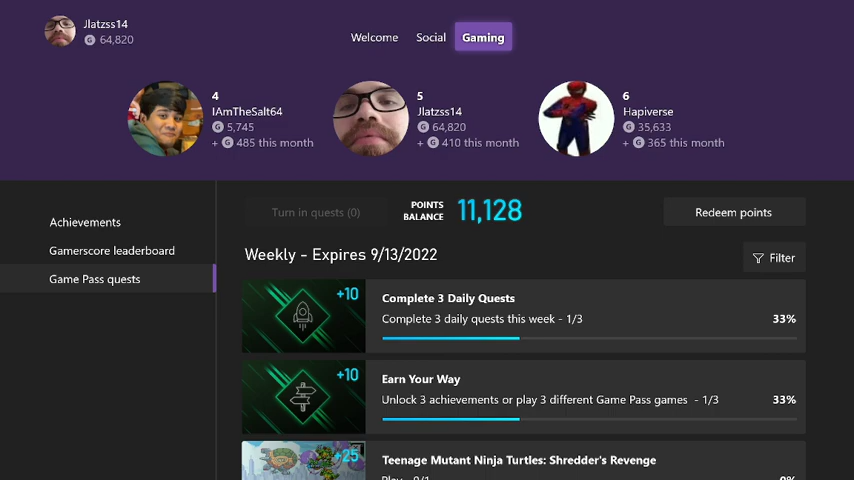 Jlatzss14
G 64,820
Welcome
Social
Gaming
4
IAmTheSalt64
G 5,745
+ G 485 this month
5
Jlatzss14
G 64,820
+ G 410 this month
6
Hapiverse
G 35,633
+ G 365 this month
Achievements
Gamerscore leaderboard
Game Pass quests
Turn in quests (0)
POINTS
BALANCE
11,128
Redeem points
Weekly - Expires 9/13/2022
Filter
+10
Complete 3 Daily Quests
Complete 3 daily quests this week - 1/3
33%
+10
Earn Your Way
Unlock 3 achievements or play 3 different Game Pass games - 1/3
33%
+25
Teenage Mutant Ninja Turtles: Shredder's Revenge
Play - 0/1
0%